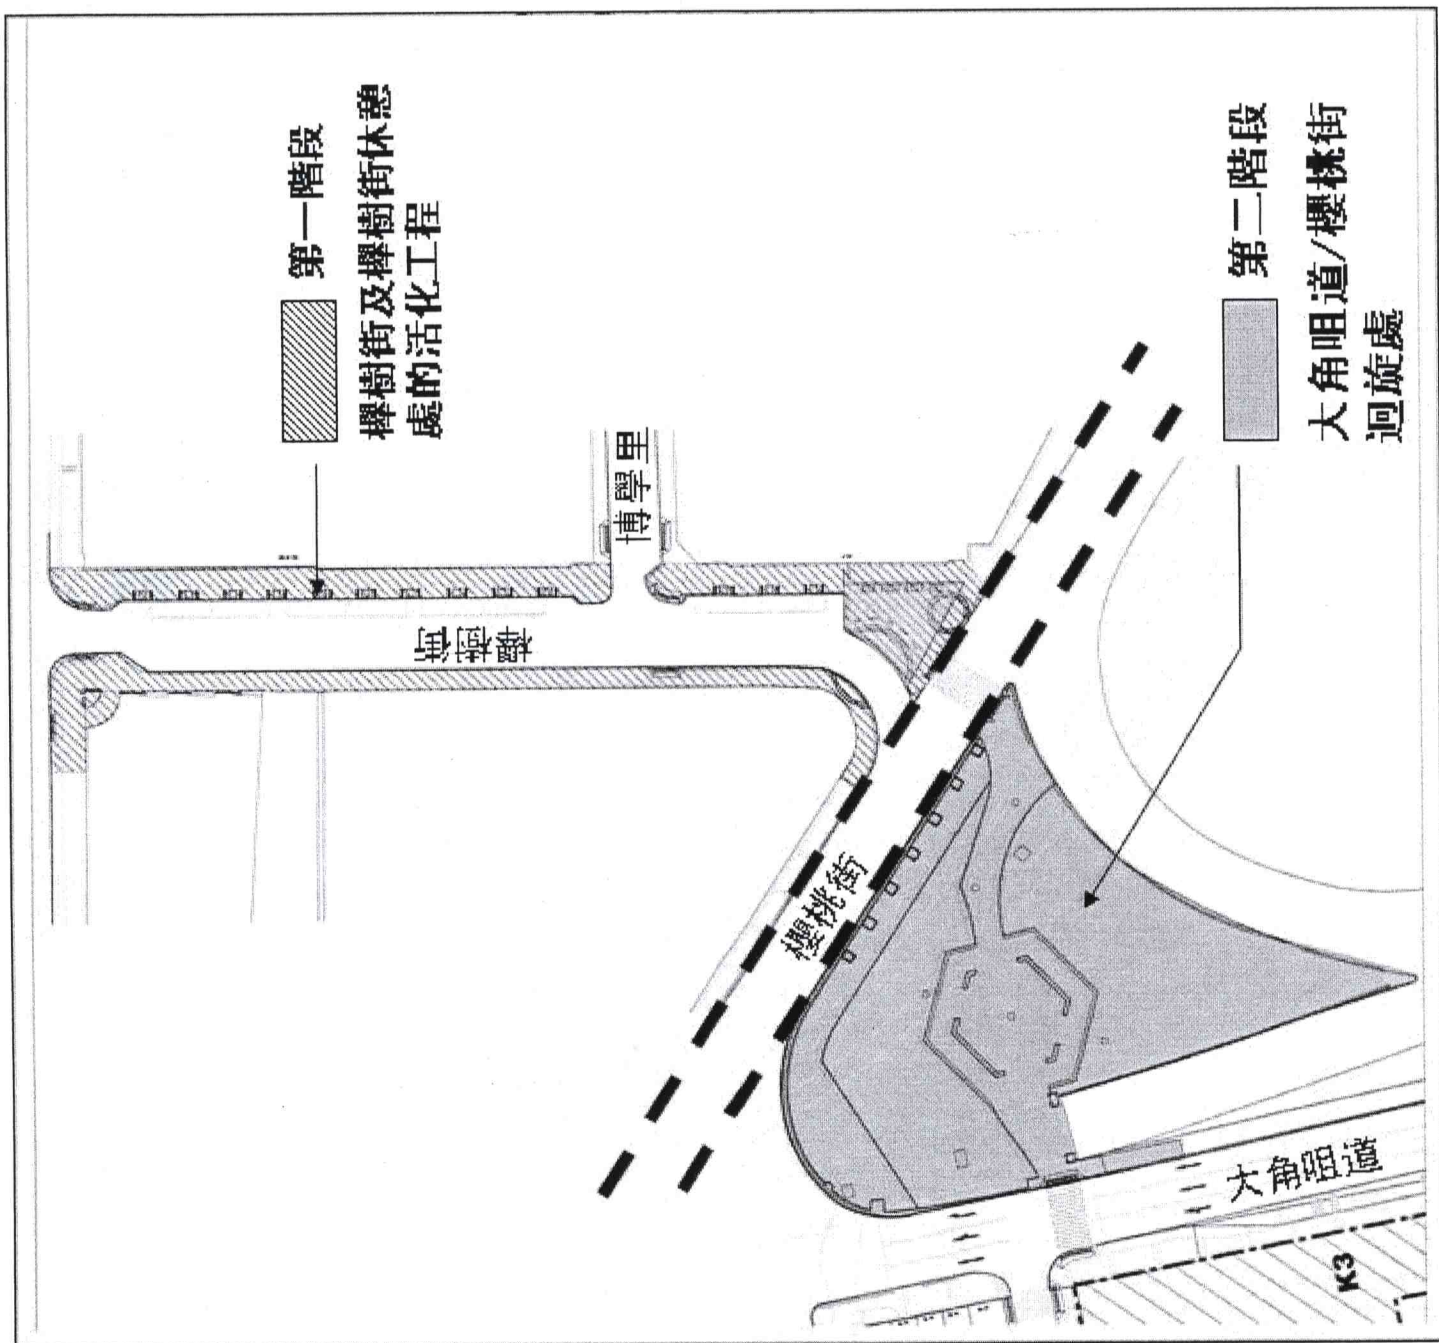 第一階段
櫸樹街及櫸樹街休憩
處的活化工程
博學里
櫸樹街
櫻桃街
第二階段
大角咀道/櫻桃街
迴旋處
大角咀道
K3